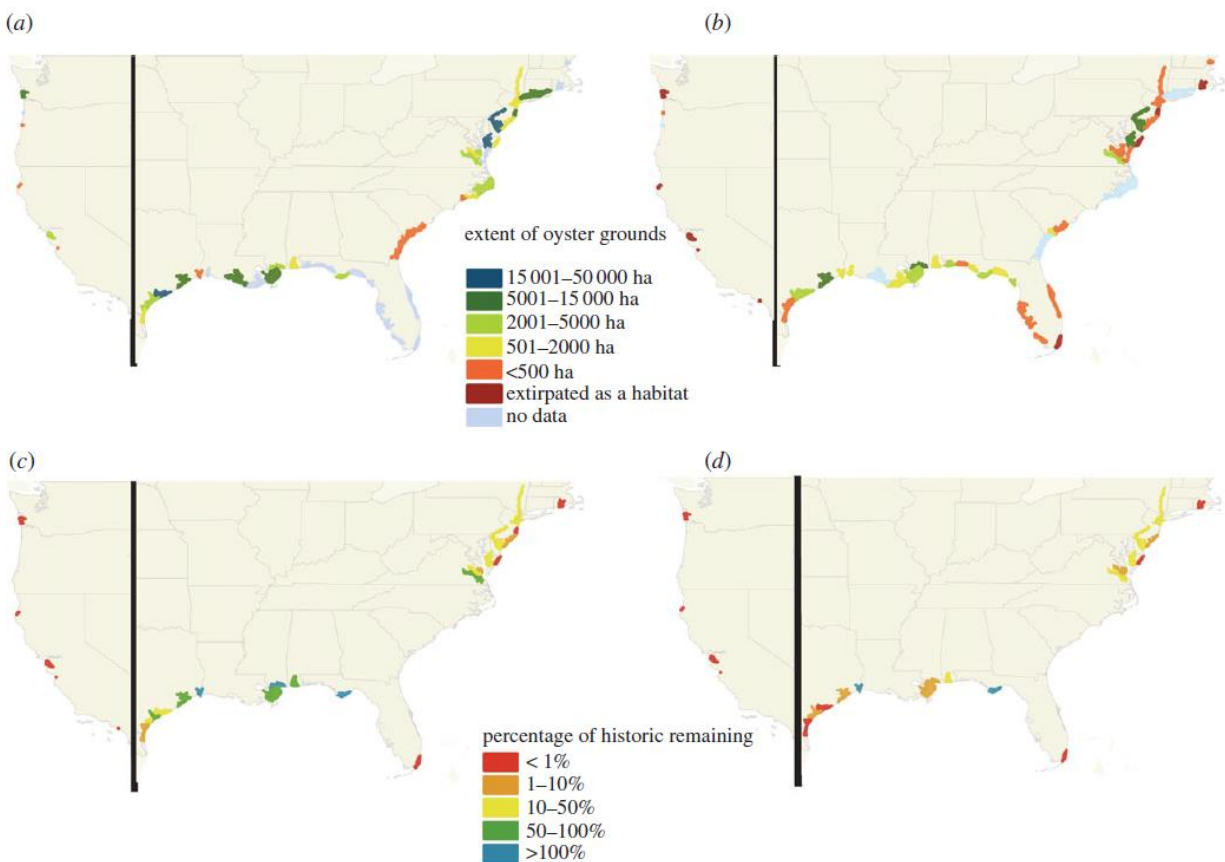 (a)
(b)
extent of oyster grounds
15 001–50 000 ha
5001–15 000 ha
2001–5000 ha
501–2000 ha
<500 ha
extirpated as a habitat
no data
(c)
(d)
percentage of historic remaining
< 1%
1–10%
10–50%
50–100%
>100%